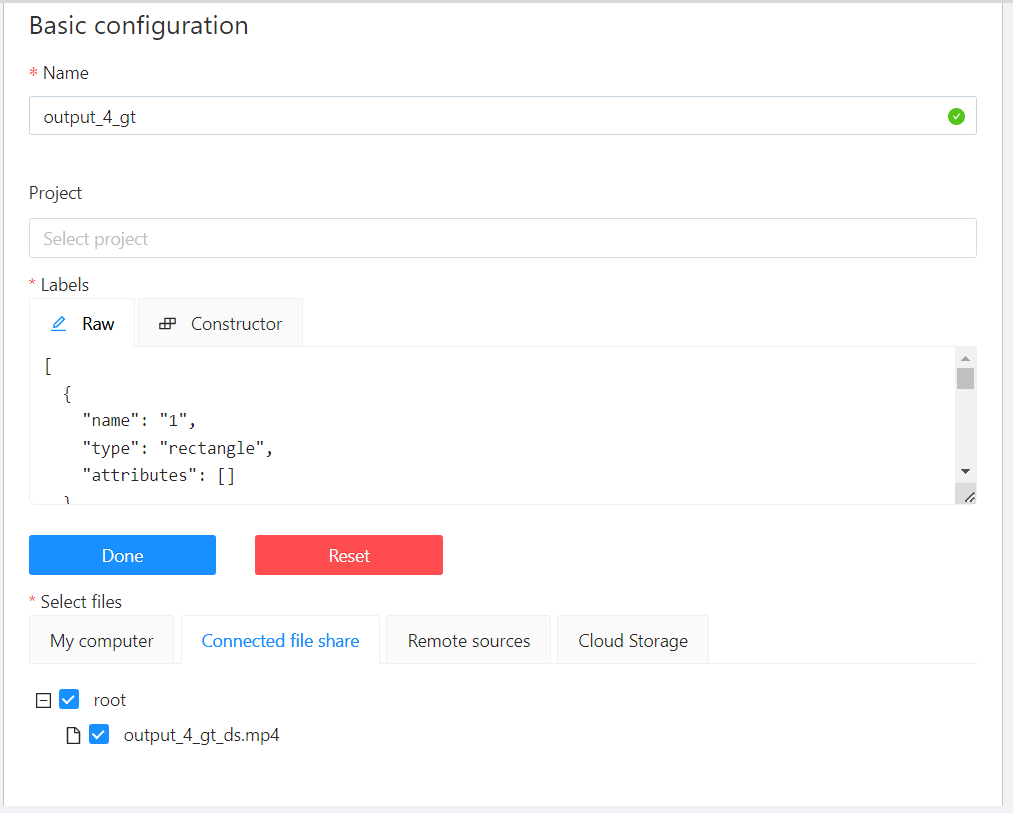 Basic configuration
* Name
output_4_gt
Project
Select project
* Labels
Raw Constructor
[
{
"name": "1",
"type": "rectangle",
"attributes": []
}
Done Reset
* Select files
My computer Connected file share Remote sources Cloud Storage
root
output_4_gt_ds.mp4